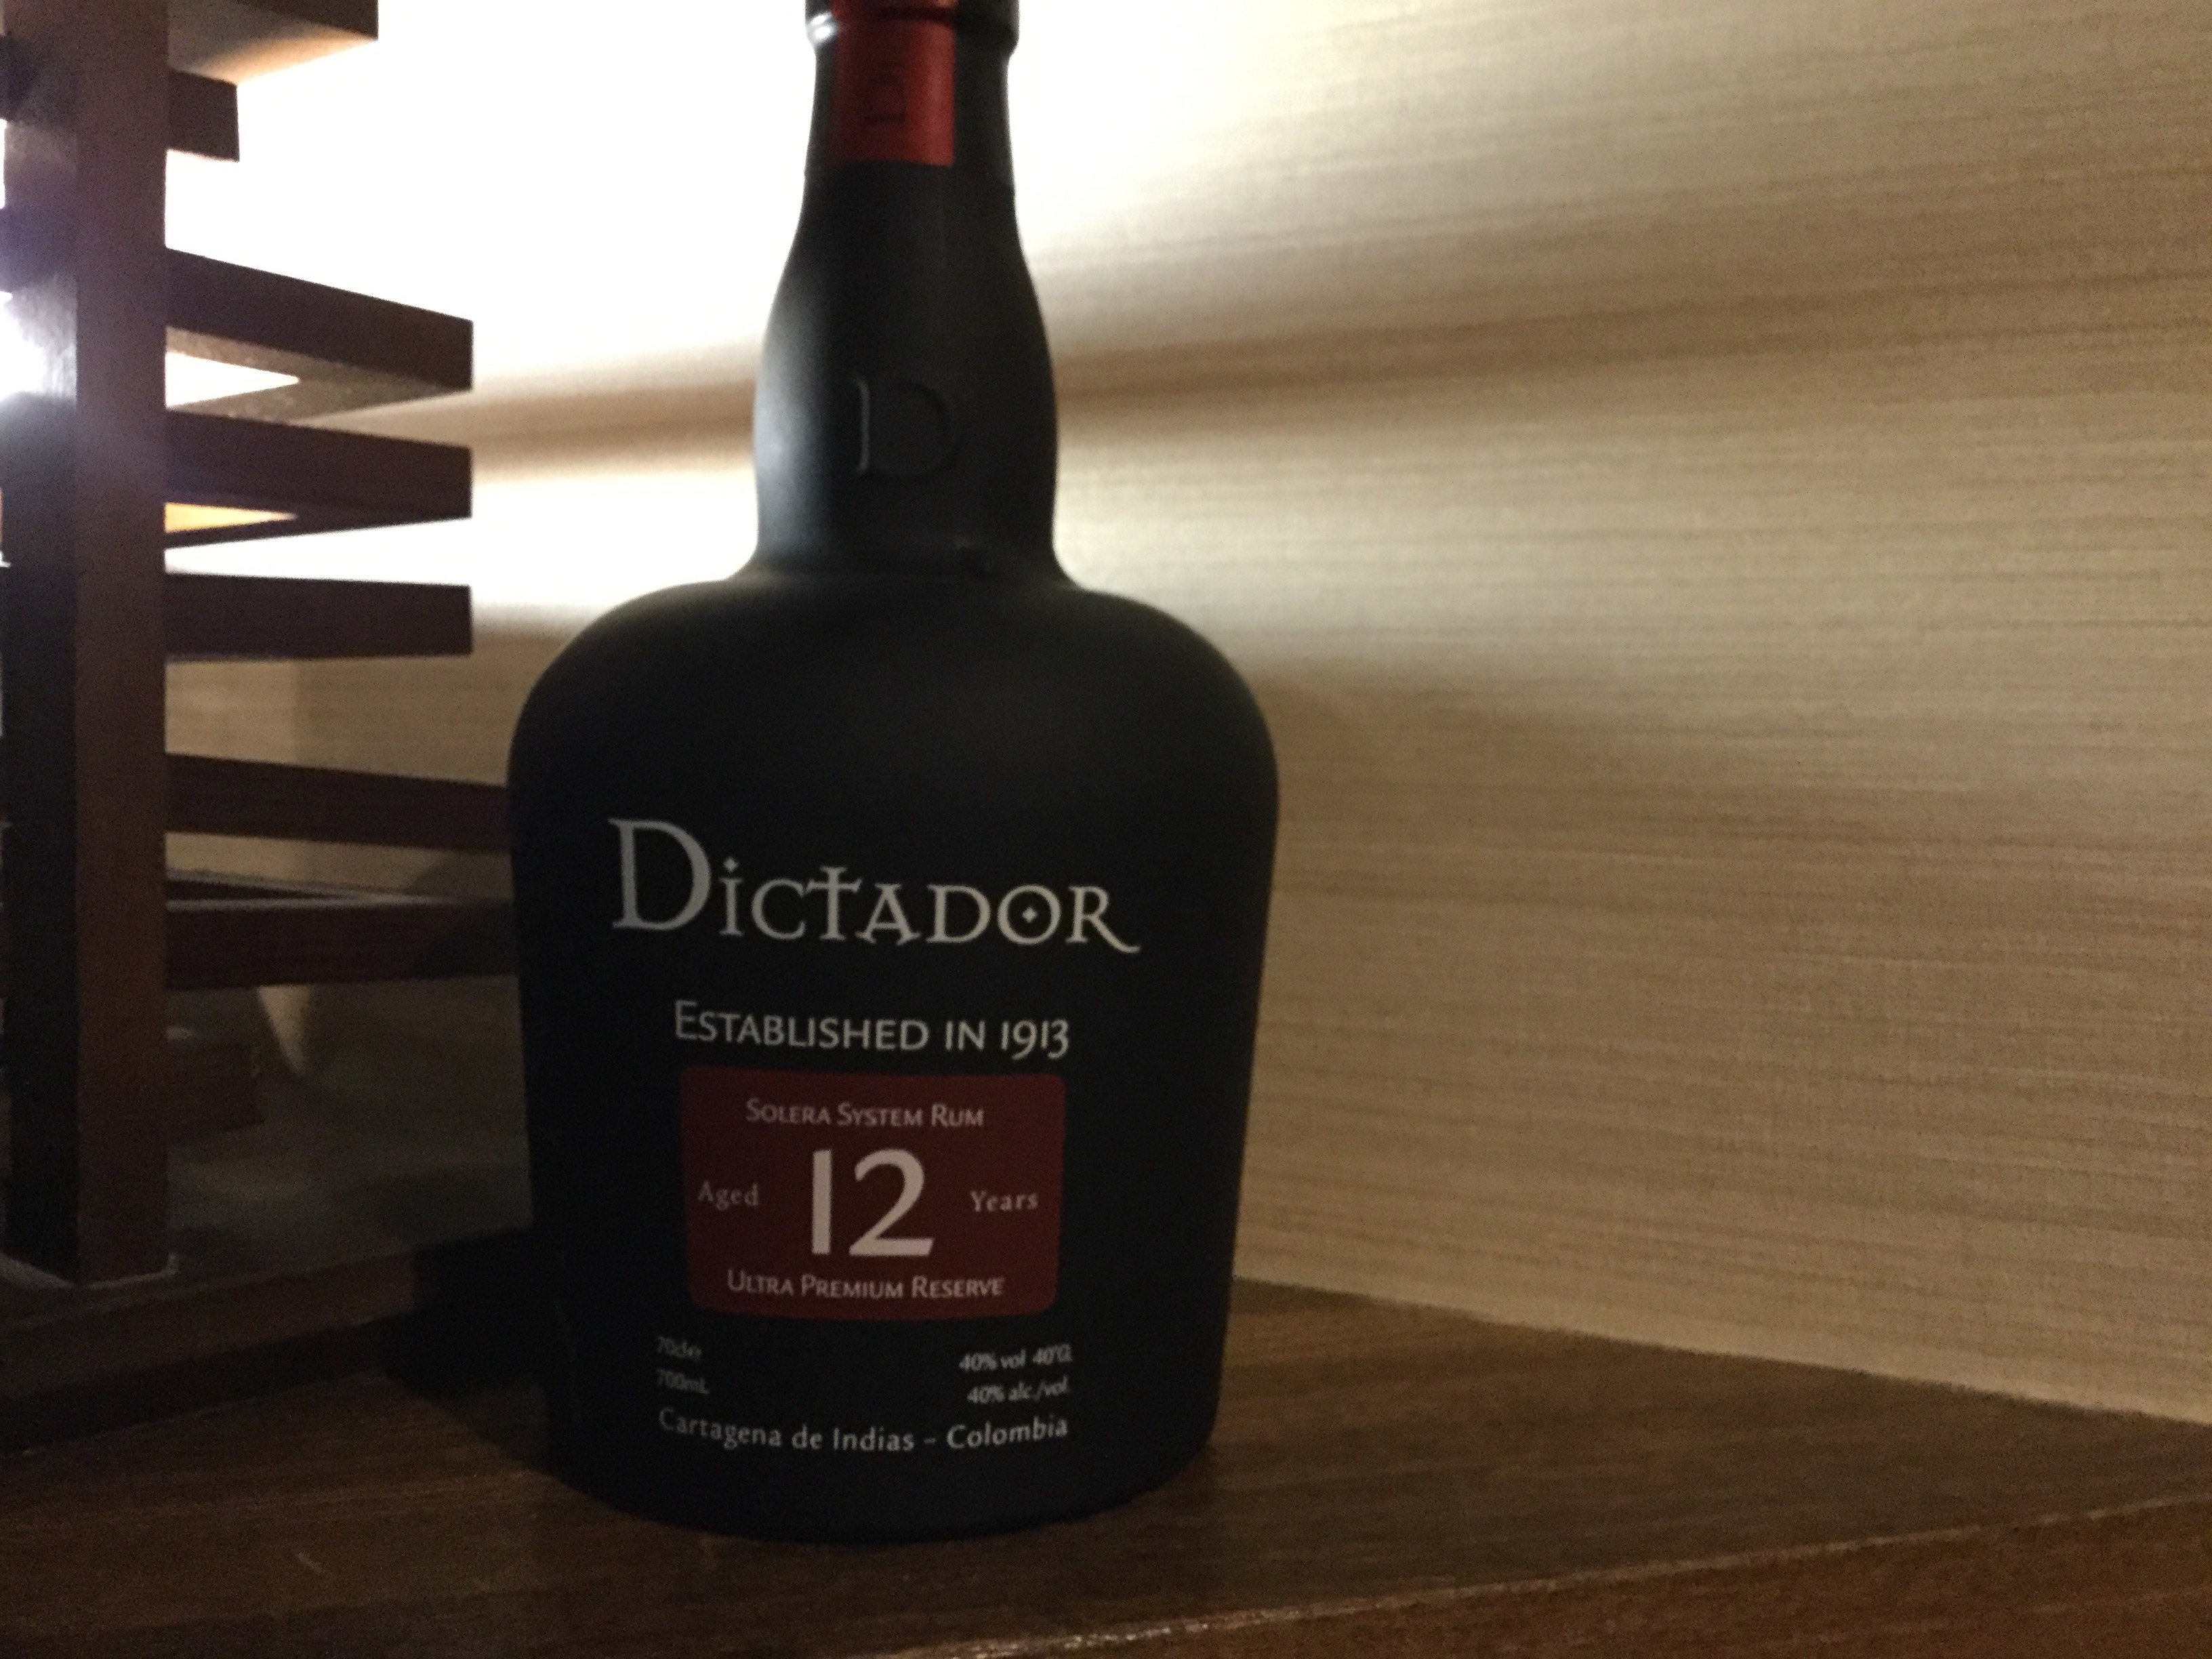 D
D
Dictador
Established in 1913
Solera System Rum
Aged 12 Years
Ultra Premium Reserve
70cl℮ 40% vol 40°G.L
700mL 40% alc./vol.
Cartagena de Indias - Colombia